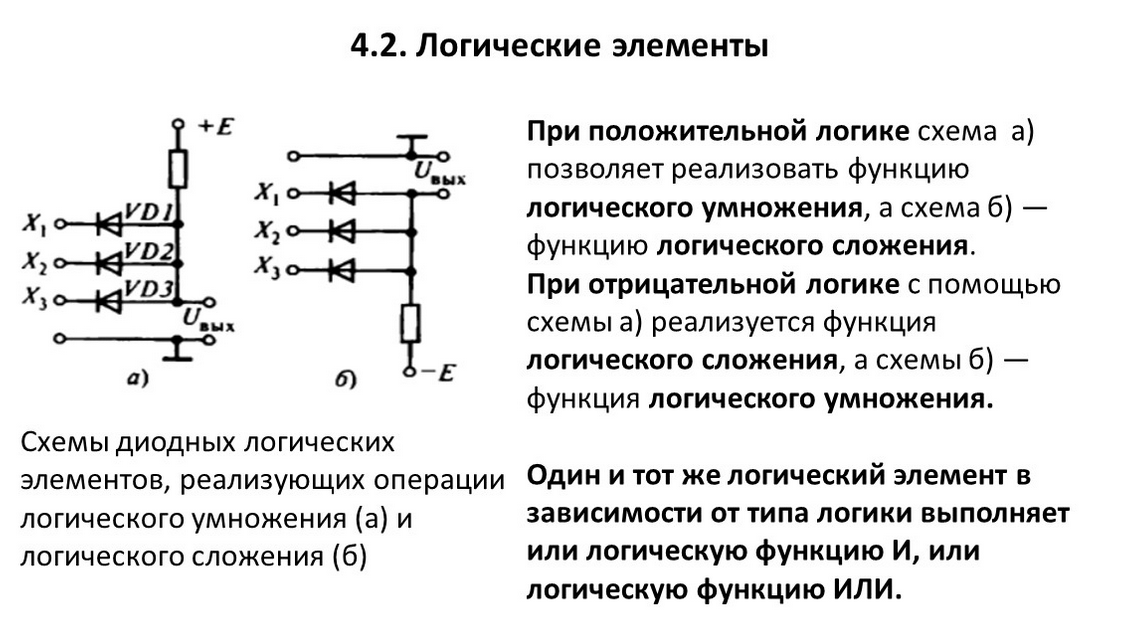 4.2. Логические элементы
+E
X1
VD1
X2
VD2
X3
VD3
Uвых
а)
Uвых
X1
X2
X3
−E
б)
При положительной логике схема а)
позволяет реализовать функцию
логического умножения, а схема б) —
функцию логического сложения.
При отрицательной логике с помощью
схемы а) реализуется функция
логического сложения, а схемы б) —
функция логического умножения.
Схемы диодных логических
элементов, реализующих операции
логического умножения (а) и
логического сложения (б)
Один и тот же логический элемент в
зависимости от типа логики выполняет
или логическую функцию И, или
логическую функцию ИЛИ.